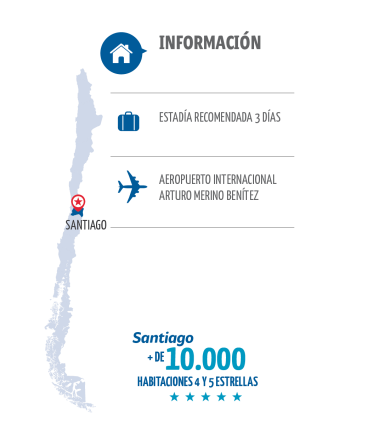 INFORMACIÓN
ESTADÍA RECOMENDADA 3 DÍAS
AEROPUERTO INTERNACIONAL
ARTURO MERINO BENÍTEZ
SANTIAGO
Santiago
+ DE 10.000
HABITACIONES 4 Y 5 ESTRELLAS